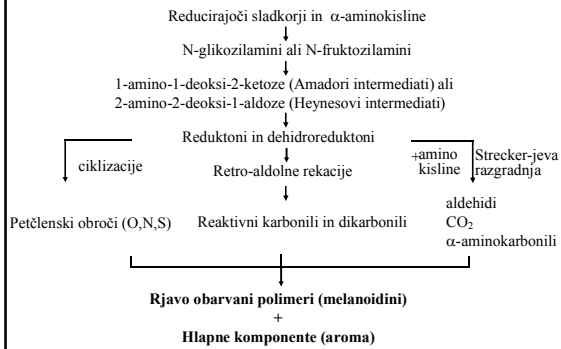 Reducirajoči sladkorji in α-aminokisline
N-glikozilamini ali N-fruktozilamini
1-amino-1-deoksi-2-ketoze (Amadori intermediati) ali
2-amino-2-deoksi-1-aldoze (Heynesovi intermediati)
Reduktoni in dehidroreduktoni
ciklizacije
Retro-aldolne rekacije
+amino
kisline
Strecker-jeva
razgradnja
Petčlenski obroči (O,N,S)
Reaktivni karbonili in dikarbonili
aldehidi
CO₂
α-aminokarbonili
Rjavo obarvani polimeri (melanoidini)
+
Hlapne komponente (aroma)